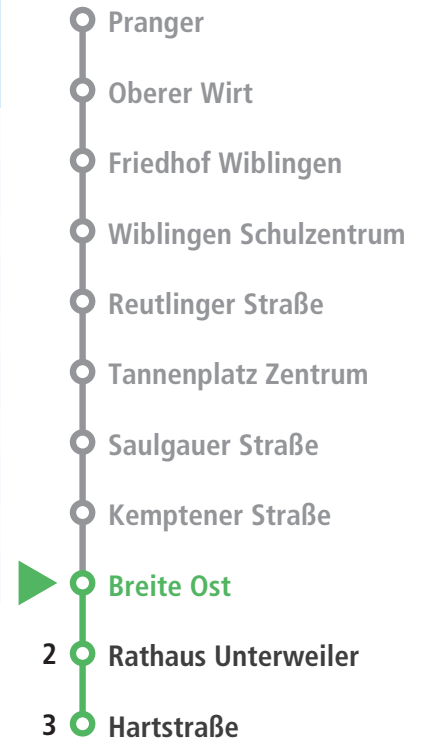 Pranger
Oberer Wirt
Friedhof Wiblingen
Wiblingen Schulzentrum
Reutlinger Straße
Tannenplatz Zentrum
Saulgauer Straße
Kemptener Straße
Breite Ost
2 Rathaus Unterweiler
3 Hartstraße